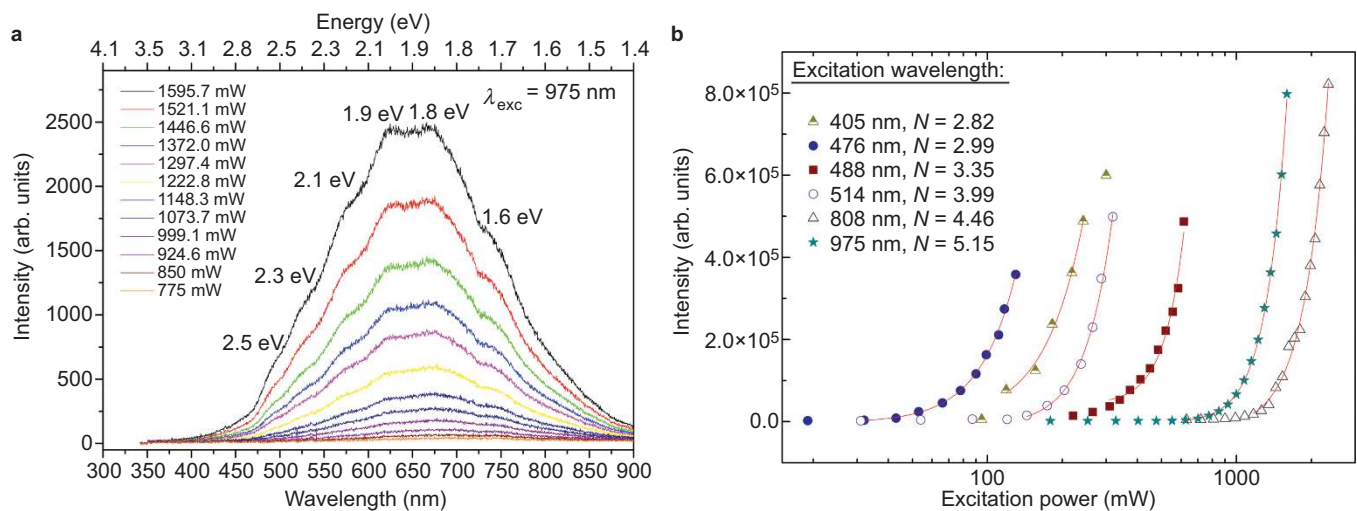 a
Energy (eV)
4.1 3.5 3.1 2.8 2.5 2.3 2.1 1.9 1.8 1.7 1.6 1.5 1.4
1595.7 mW
1521.1 mW
1446.6 mW
1372.0 mW
1297.4 mW
1222.8 mW
1148.3 mW
1073.7 mW
999.1 mW
924.6 mW
850 mW
775 mW
λexc = 975 nm
1.9 eV 1.8 eV
2.1 eV
1.6 eV
2.3 eV
2.5 eV
Intensity (arb. units)
2500
2000
1500
1000
500
0
300 350 400 450 500 550 600 650 700 750 800 850 900
Wavelength (nm)
b
Excitation wavelength:
405 nm, N = 2.82
476 nm, N = 2.99
488 nm, N = 3.35
514 nm, N = 3.99
808 nm, N = 4.46
975 nm, N = 5.15
Intensity (arb. units)
8.0×10⁵
6.0×10⁵
4.0×10⁵
2.0×10⁵
0.0
100 1000
Excitation power (mW)